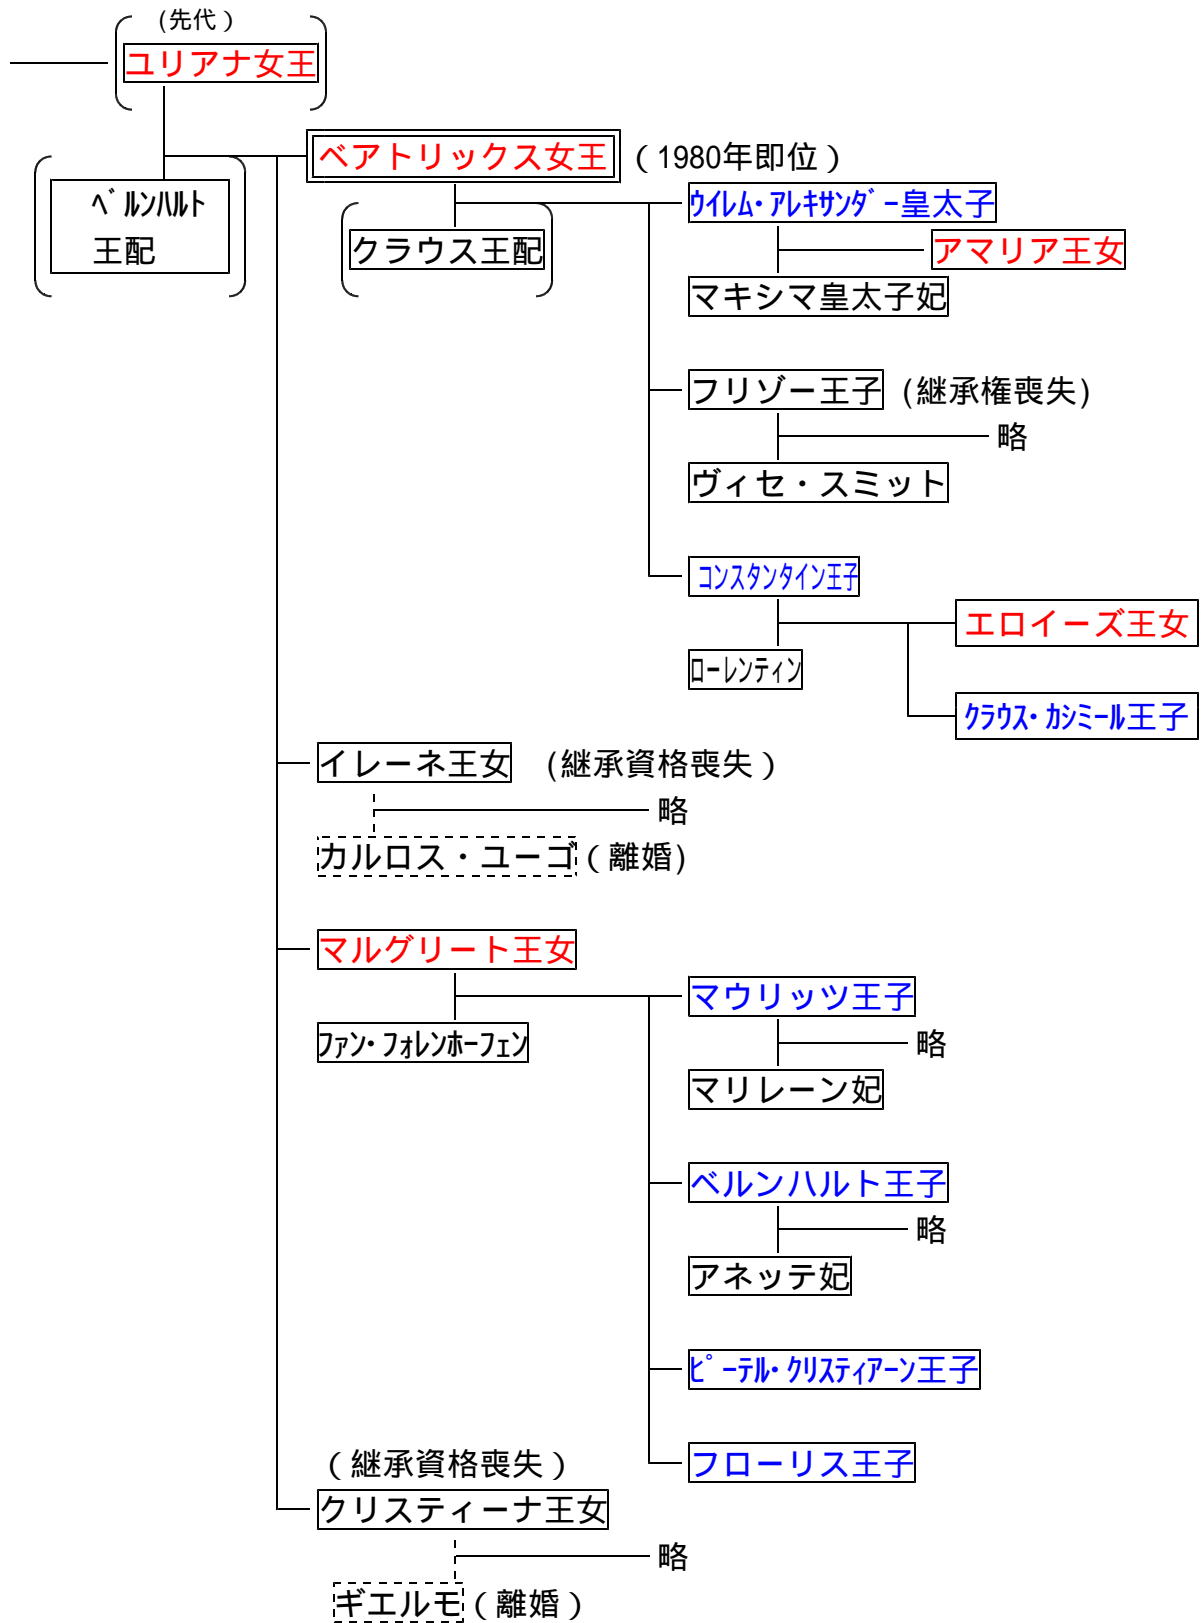 (先代）
ユリアナ女王
ベアトリックス女王 （1980年即位）
ﾍﾞﾙﾝﾊﾙﾄ
王配
ｳｲﾚﾑ・ｱﾚｷｻﾝﾀﾞｰ皇太子
クラウス王配
アマリア王女
マキシマ皇太子妃
フリゾー王子 (継承権喪失)
略
ヴィセ・スミット
ｺﾝｽﾀﾝﾀｲﾝ王子
エロイーズ王女
ﾛｰﾚﾝﾃｨﾝ
ｸﾗｳｽ・ｶｼﾐｰﾙ王子
イレーネ王女 (継承資格喪失）
略
カルロス・ユーゴ（離婚)
マルグリート王女
マウリッツ王子
ﾌｧﾝ・ﾌｫﾚﾝﾎｰﾌｪﾝ
略
マリレーン妃
ベルンハルト王子
略
アネッテ妃
ﾋﾟｰﾃﾙ・ｸﾘｽﾃｨｱｰﾝ王子
フローリス王子
（継承資格喪失）
クリスティーナ王女
略
ギエルモ（離婚）